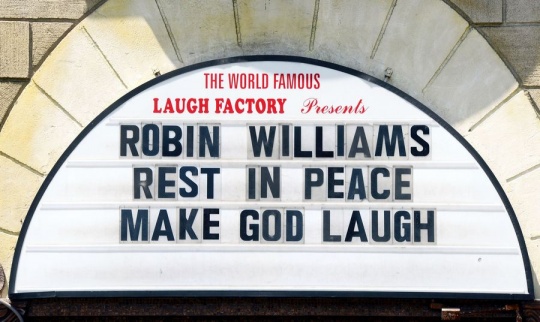 THE WORLD FAMOUS
LAUGH FACTORY Presents
ROBIN WILLIAMS
REST IN PEACE
MAKE GOD LAUGH